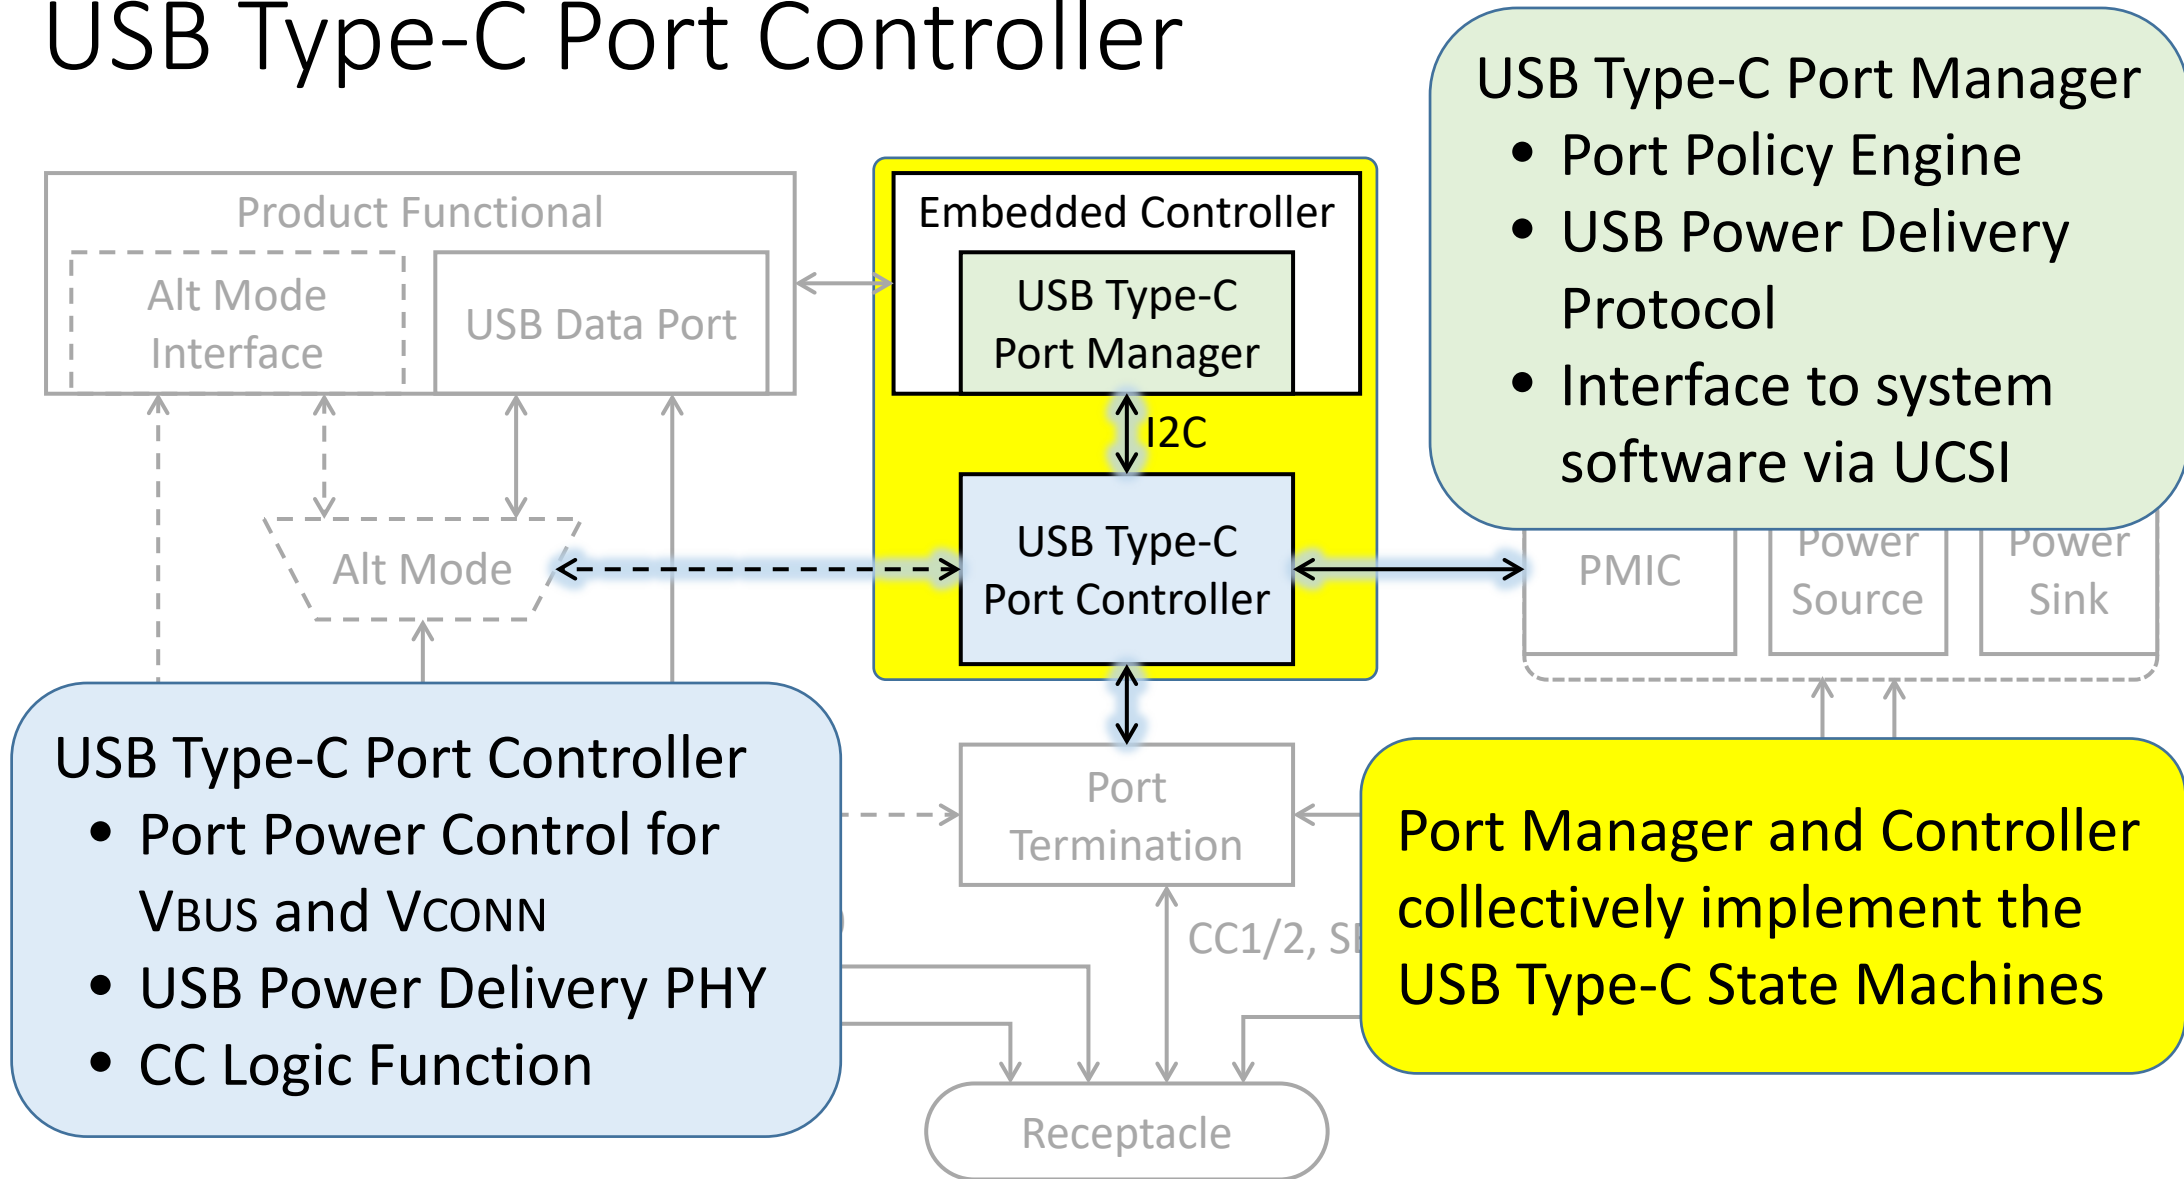 USB Type-C Port Controller
USB Type-C Port Manager
• Port Policy Engine
• USB Power Delivery
Protocol
• Interface to system
software via UCSI
Product Functional
Alt Mode
Interface
USB Data Port
Embedded Controller
USB Type-C
Port Manager
I2C
Alt Mode
USB Type-C
Port Controller
PMIC
Power
Source
Power
Sink
USB Type-C Port Controller
• Port Power Control for
VBUS and VCONN
• USB Power Delivery PHY
• CC Logic Function
Port
Termination
CC1/2,
Port Manager and Controller
collectively implement the
USB Type-C State Machines
Receptacle